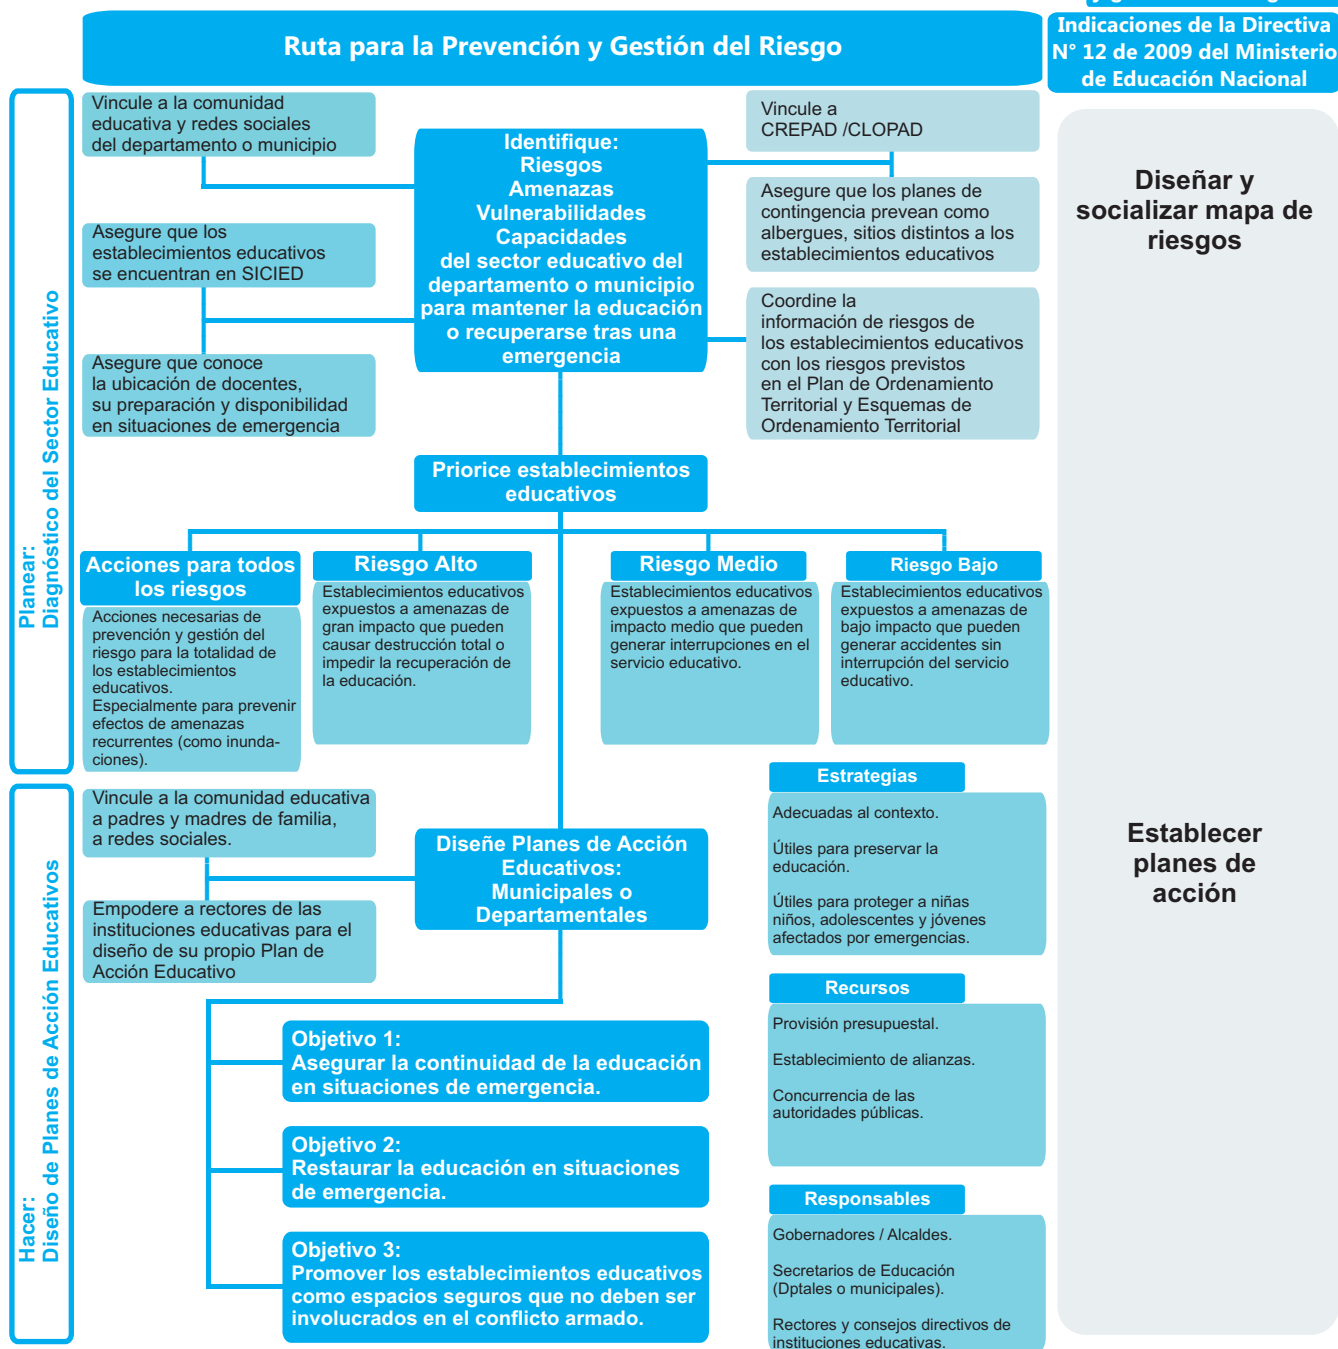 Ruta para la Prevención y Gestión del Riesgo
Indicaciones de la Directiva
N° 12 de 2009 del Ministerio
de Educación Nacional
Planear:
Diagnóstico del Sector Educativo
Vincule a la comunidad
educativa y redes sociales
del departamento o municipio
Asegure que los
establecimientos educativos
se encuentran en SICIED
Asegure que conoce
la ubicación de docentes,
su preparación y disponibilidad
en situaciones de emergencia
Identifique:
Riesgos
Amenazas
Vulnerabilidades
Capacidades
del sector educativo del
departamento o municipio
para mantener la educación
o recuperarse tras una
emergencia
Vincule a
CREPAD /CLOPAD
Asegure que los planes de
contingencia prevean como
albergues, sitios distintos a los
establecimientos educativos
Coordine la
información de riesgos de
los establecimientos educativos
con los riesgos previstos
en el Plan de Ordenamiento
Territorial y Esquemas de
Ordenamiento Territorial
Diseñar y
socializar mapa de
riesgos
Priorice establecimientos
educativos
Acciones para todos
los riesgos
Acciones necesarias de
prevención y gestión del
riesgo para la totalidad de
los establecimientos
educativos.
Especialmente para prevenir
efectos de amenazas
recurrentes (como inunda-
ciones).
Riesgo Alto
Establecimientos educativos
expuestos a amenazas de
gran impacto que pueden
causar destrucción total o
impedir la recuperación de
la educación.
Riesgo Medio
Establecimientos educativos
expuestos a amenazas de
impacto medio que pueden
generar interrupciones en el
servicio educativo.
Riesgo Bajo
Establecimientos educativos
expuestos a amenazas de
bajo impacto que pueden
generar accidentes sin
interrupción del servicio
educativo.
Hacer:
Diseño de Planes de Acción Educativos
Vincule a la comunidad educativa
a padres y madres de familia,
a redes sociales.
Empodere a rectores de las
instituciones educativas para el
diseño de su propio Plan de
Acción Educativo
Diseñe Planes de Acción
Educativos:
Municipales o
Departamentales
Objetivo 1:
Asegurar la continuidad de la educación
en situaciones de emergencia.
Objetivo 2:
Restaurar la educación en situaciones
de emergencia.
Objetivo 3:
Promover los establecimientos educativos
como espacios seguros que no deben ser
involucrados en el conflicto armado.
Estrategias
Adecuadas al contexto.
Útiles para preservar la
educación.
Útiles para proteger a niñas
niños, adolescentes y jóvenes
afectados por emergencias.
Recursos
Provisión presupuestal.
Establecimiento de alianzas.
Concurrencia de las
autoridades públicas.
Responsables
Gobernadores / Alcaldes.
Secretarios de Educación
(Dptales o municipales).
Rectores y consejos directivos de
instituciones educativas.
Establecer
planes de
acción